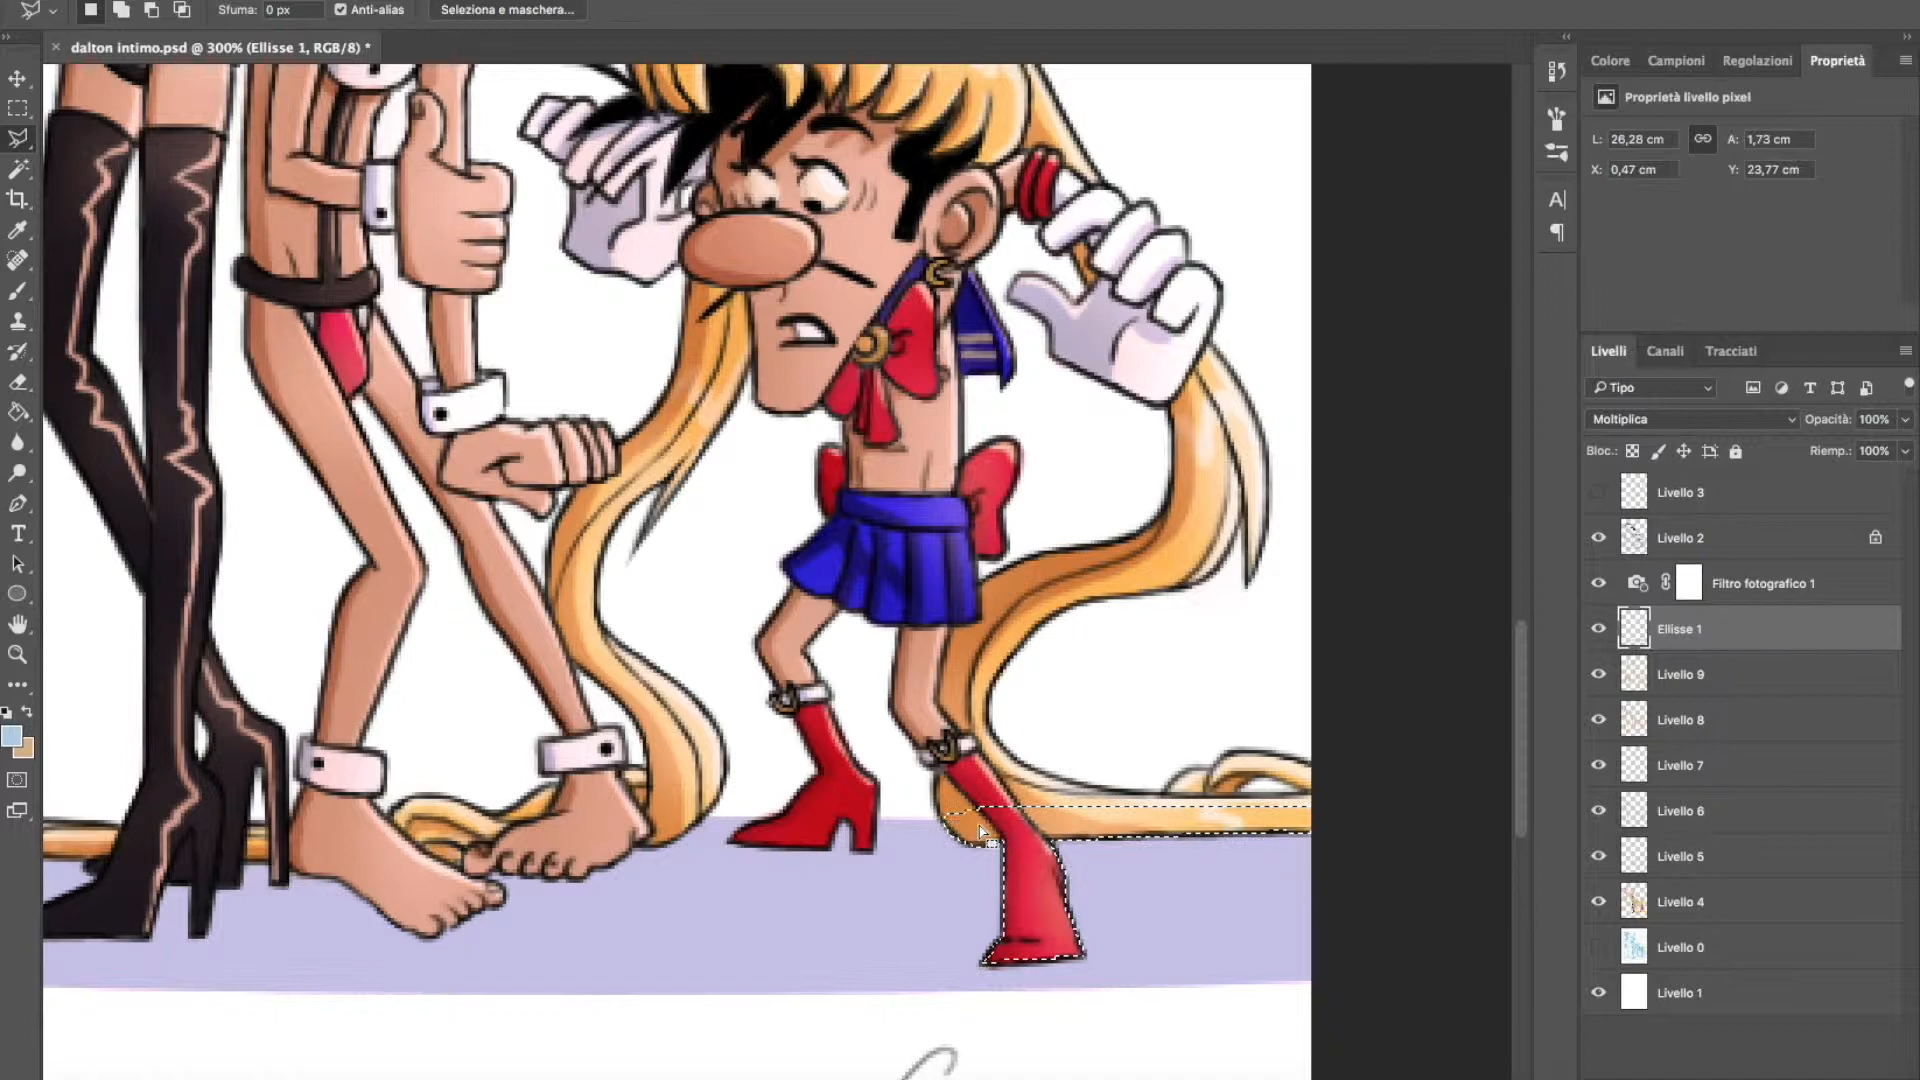 Sfuma: 0 px Anti-alias Seleziona e maschera...
dalton intimo.psd @ 300% (Ellisse 1, RGB/8) *
Colore Campioni Regolazioni Proprietà
Proprietà livello pixel
L: 26,28 cm A: 1,73 cm
X: 0,47 cm Y: 23,77 cm
Livelli Canali Tracciati
Tipo
Moltiplica Opacità: 100%
Bloc.: Riemp.: 100%
Livello 3
Livello 2
Filtro fotografico 1
Ellisse 1
Livello 9
Livello 8
Livello 7
Livello 6
Livello 5
Livello 4
Livello 0
Livello 1